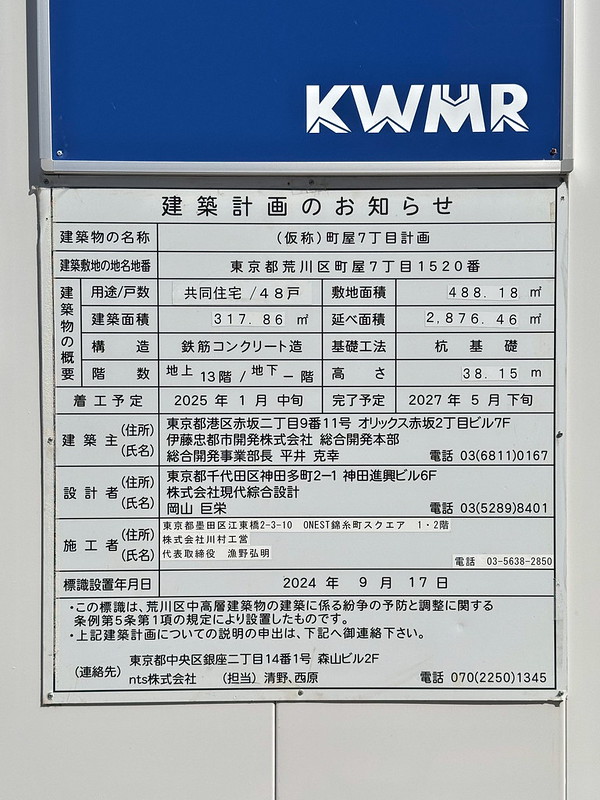 KWMR
建築計画のお知らせ
建築物の名称 (仮称)町屋7丁目計画
建築敷地の地名地番 東京都荒川区町屋7丁目1520番
建築物の概要
用途/戸数 共同住宅 /48戸 敷地面積 488.18 ㎡
建築面積 317.86 ㎡ 延べ面積 2,876.46 ㎡
構造 鉄筋コンクリート造 基礎工法 杭基礎
階数 地上 13階 / 地下 ー 階 高さ 38.15 m
着工予定 2025 年 1 月 中旬 完了予定 2027 年 5 月 下旬
建築主 (住所) 東京都港区赤坂二丁目9番11号 オリックス赤坂2丁目ビル7F
伊藤忠都市開発株式会社 総合開発本部
(氏名) 総合開発事業部長 平井 克幸 電話 03(6811)0167
設計者 (住所) 東京都千代田区神田多町2-1 神田進興ビル6F
株式会社現代綜合設計
(氏名) 岡山 巨栄 電話 03(5289)8401
施工者 (住所) 東京都墨田区江東橋2-3-10 ONEST錦糸町スクエア 1・2階
株式会社川村工営
(氏名) 代表取締役 漁野弘明
電話 03-5638-2850
標識設置年月日 2024 年 9 月 17 日
・この標識は、荒川区中高層建築物の建築に係る紛争の予防と調整に関する
条例第5条第1項の規定により設置したものです。
・上記建築計画についての説明の申出は、下記へ御連絡下さい。
(連絡先) 東京都中央区銀座二丁目14番1号 森山ビル2F
nts株式会社 (担当) 清野、西原 電話 070(2250)1345